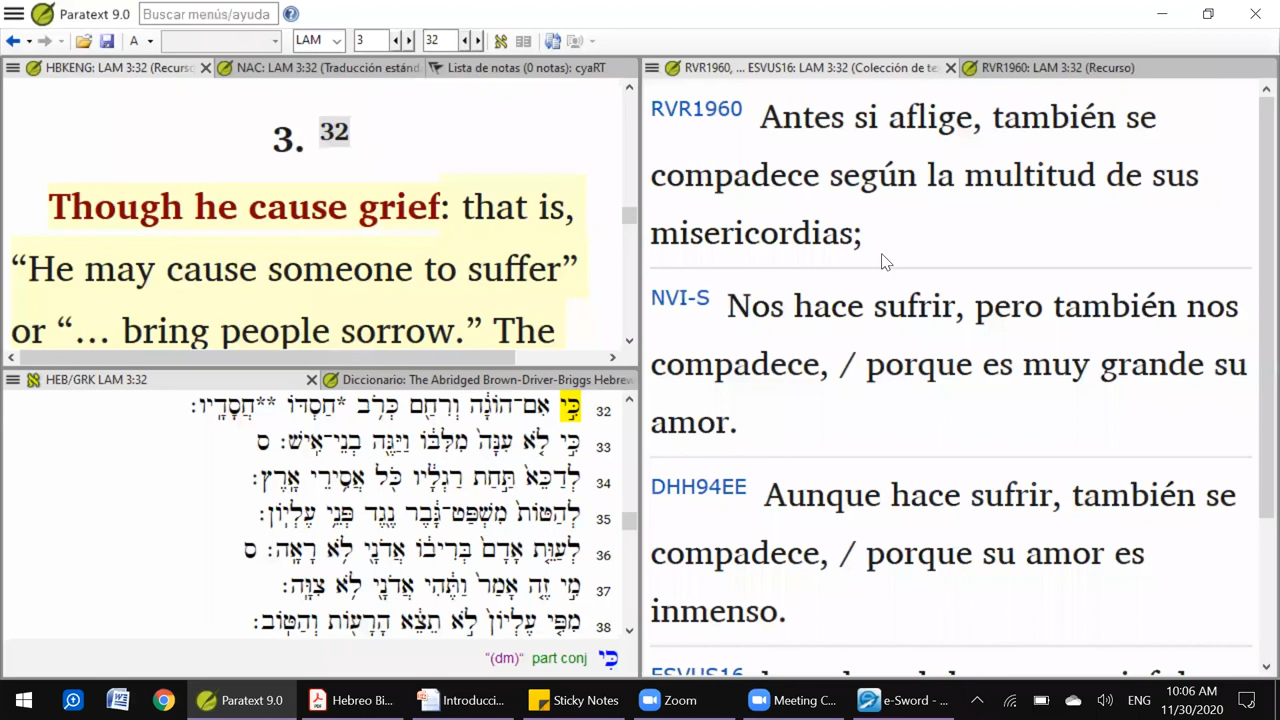 Paratext 9.0
Buscar menús/ayuda
A
LAM
3
32
HBKENG: LAM 3:32 (Recurs
NAC: LAM 3:32 (Traducción estánd
Lista de notas (0 notas): cyaRT
RVR1960, ... ESVUS16: LAM 3:32 (Colección de te
RVR1960: LAM 3:32 (Recurso)
3. 32
Though he cause grief: that is,
“He may cause someone to suffer”
or “… bring people sorrow.” The
HEB/GRK LAM 3:32
Diccionario: The Abridged Brown-Driver-Briggs Hebrew
32 כִּ֣י אִם־הוֹגָ֔ה וְרִחַ֖ם כְּרֹ֥ב *חַסְדּוֹ **חֲסָדָֽיו׃
33 כִּ֣י לֹ֤א עִנָּה֙ מִלִּבּ֔וֹ וַיַּגֶּ֖ה בְנֵי־אִֽישׁ׃ ס
34 לְדַכֵּא֙ תַּ֣חַת רַגְלָ֔יו כֹּ֖ל אֲסִ֥ירֵי אָֽרֶץ׃
35 לְהַטּוֹת֙ מִשְׁפַּט־גָּ֔בֶר נֶ֖גֶד פְּנֵ֥י עֶלְיֽוֹן׃
36 לְעַוֵּ֤ת אָדָם֙ בְּרִיב֔וֹ אֲדֹנָ֖י לֹ֥א רָאָֽה׃ ס
37 מִ֣י זֶ֤ה אָמַר֙ וַתֶּ֔הִי אֲדֹנָ֖י לֹ֥א צִוָּֽה׃
38 מִפִּ֤י עֶלְיוֹן֙ לֹ֣א תֵצֵ֔א הָרָע֖וֹת וְהַטּֽוֹב׃
"(dm)" part conj כִּי
RVR1960 Antes si aflige, también se
compadece según la multitud de sus
misericordias;
NVI-S Nos hace sufrir, pero también nos
compadece, / porque es muy grande su
amor.
DHH94EE Aunque hace sufrir, también se
compadece, / porque su amor es
inmenso.
ESVUS16
Paratext 9.0
Hebreo Bi...
Introducci...
Sticky Notes
Zoom
Meeting C...
e-Sword - ...
ENG
10:06 AM
11/30/2020